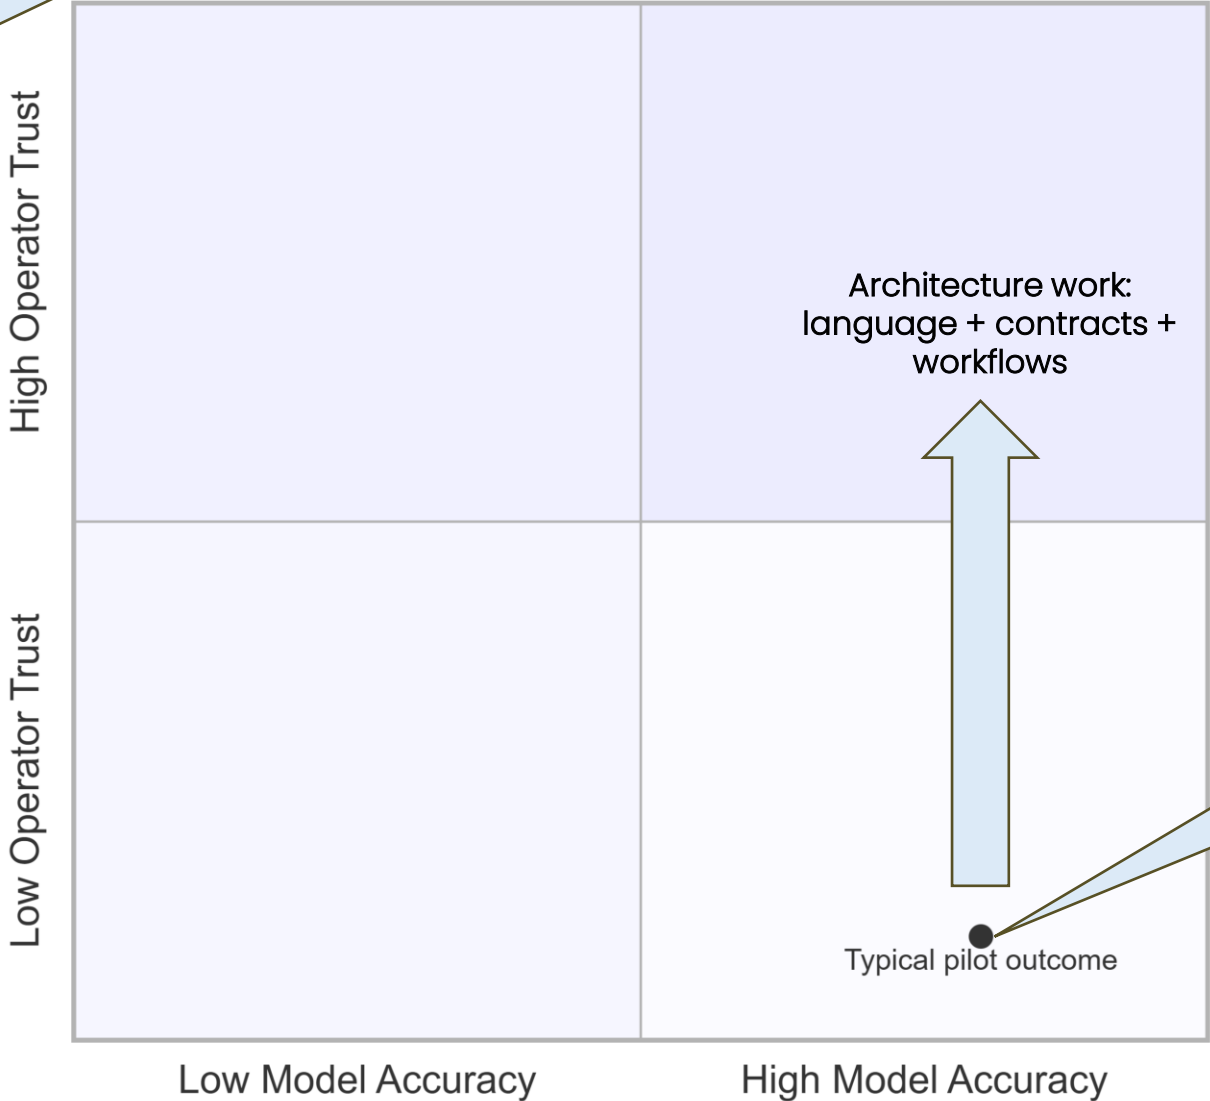 High Operator Trust
Architecture work:
language + contracts +
workflows
Low Operator Trust
Typical pilot outcome
Low Model Accuracy
High Model Accuracy